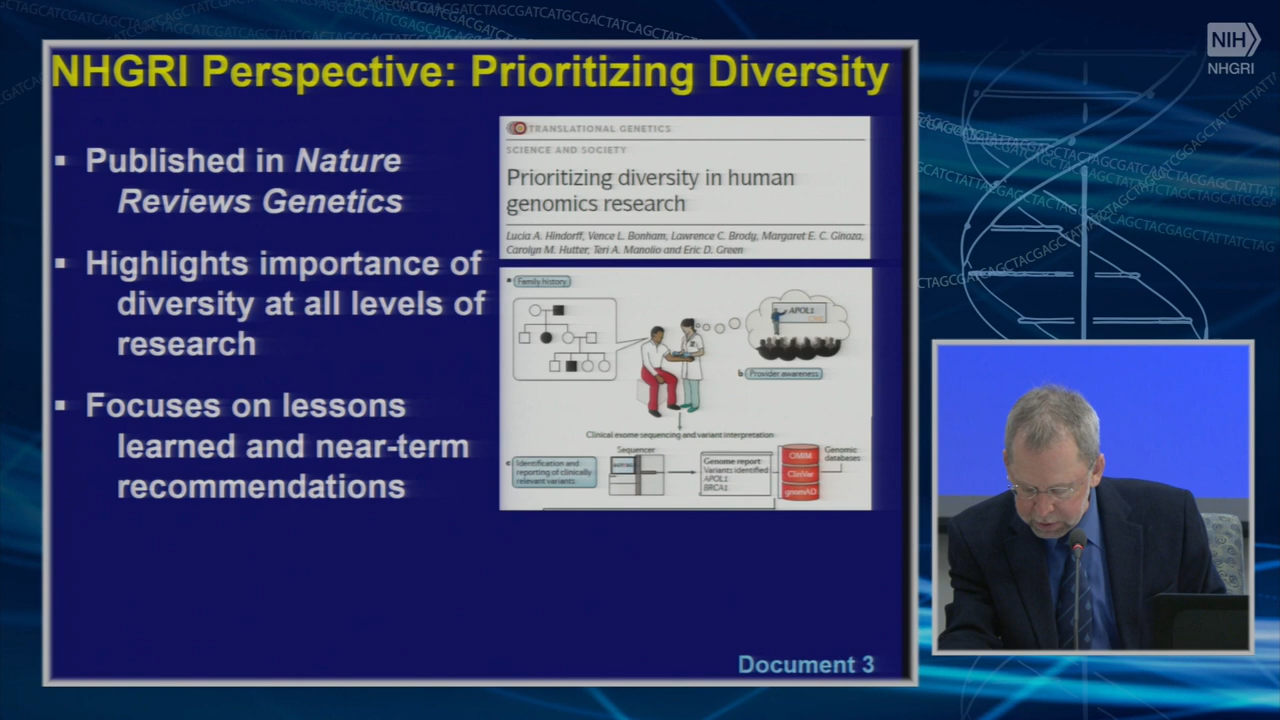 NIH
NHGRI
NHGRI Perspective: Prioritizing Diversity
▪ Published in Nature
Reviews Genetics
▪ Highlights importance of
diversity at all levels of
research
▪ Focuses on lessons
learned and near-term
recommendations
TRANSLATIONAL GENETICS
SCIENCE AND SOCIETY
Prioritizing diversity in human
genomics research
Lucia A. Hindorff, Vence L. Bonham, Lawrence C. Brody, Margaret E. C. Ginoza,
Carolyn M. Hutter, Teri A. Manolio and Eric D. Green
a Family history
APOL1
b Provider awareness
Clinical exome sequencing and variant interpretation
Sequencer
c Identification and
reporting of clinically
relevant variants
Genome report:
Variants identified
APOL1
BRCA1
OMIM
ClinVar
gnomAD
Genomic
databases
Document 3